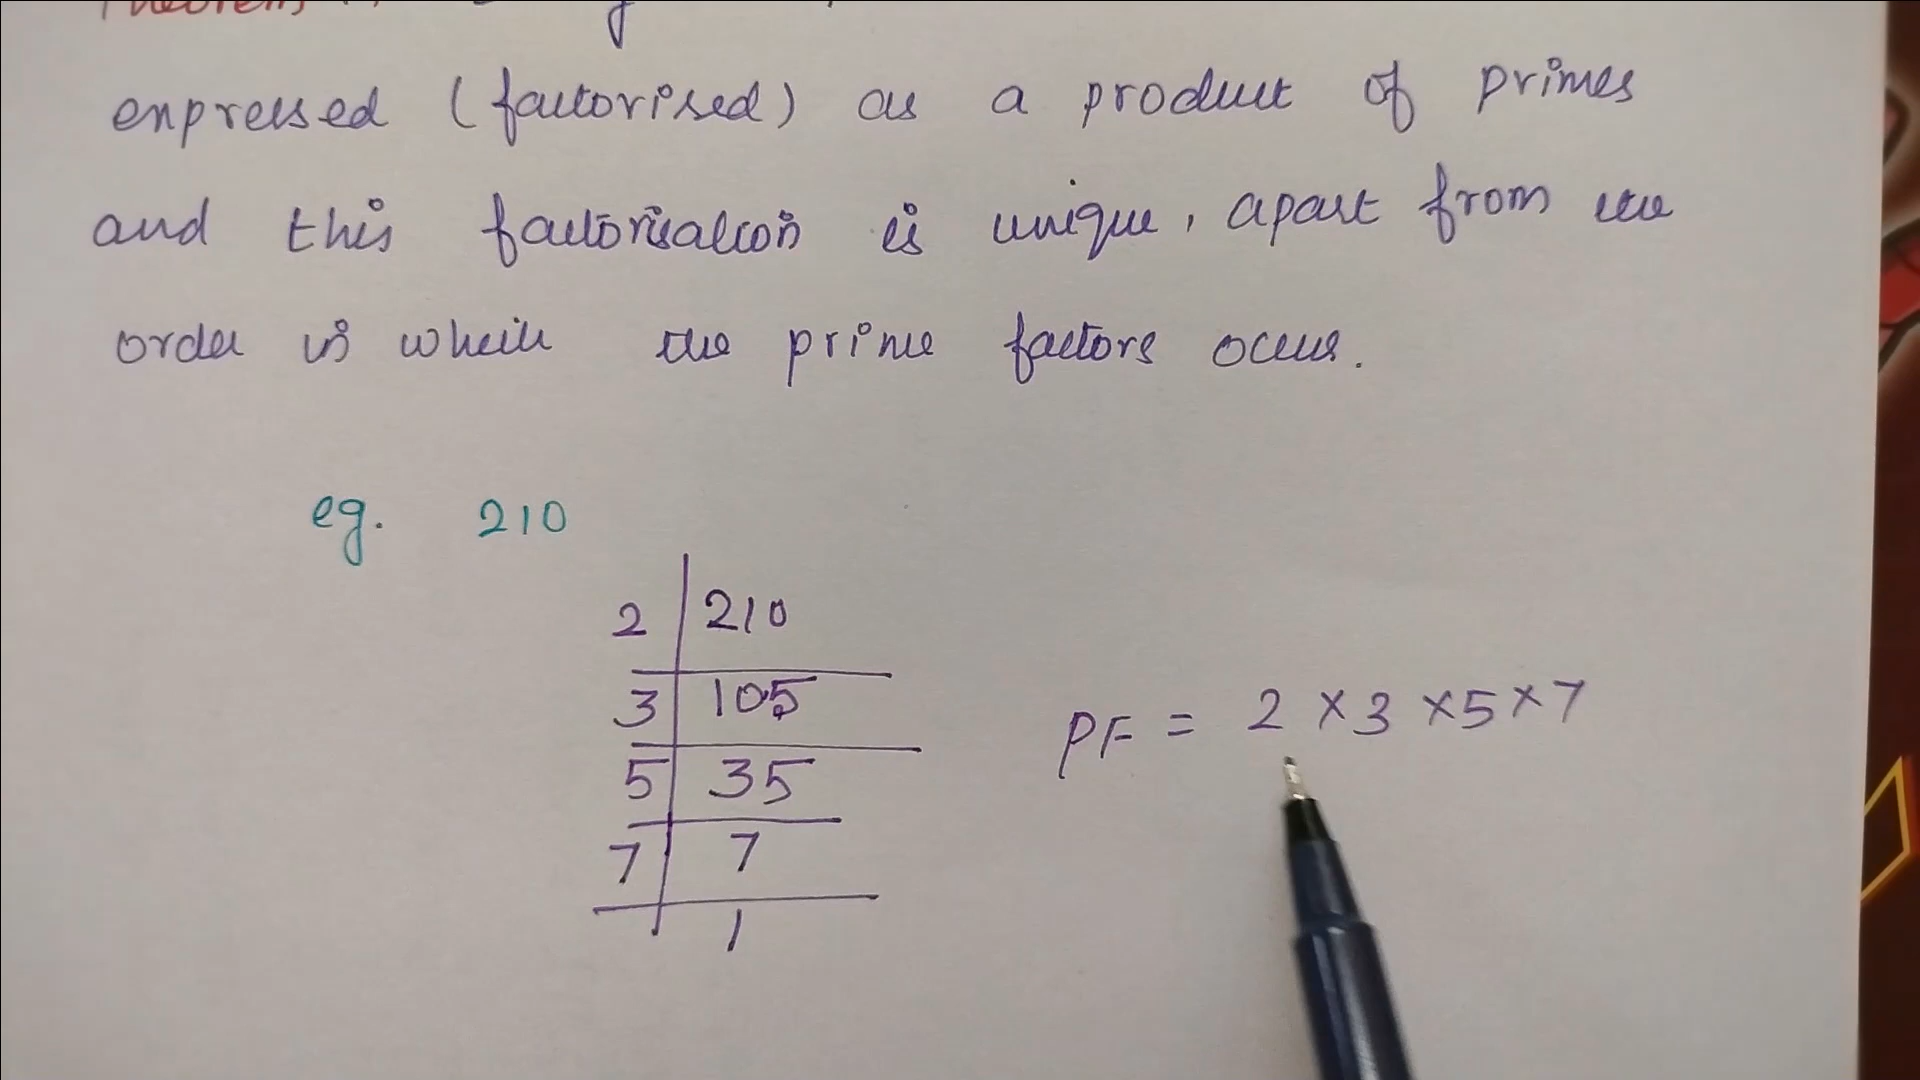 Theorem
expressed (factorised) as a product of primes
and this factorisation is unique, apart from the
order in which the prime factors occur.
eg. 210
2 210
3 105
5 35
7 7
1
PF = 2 × 3 × 5 × 7